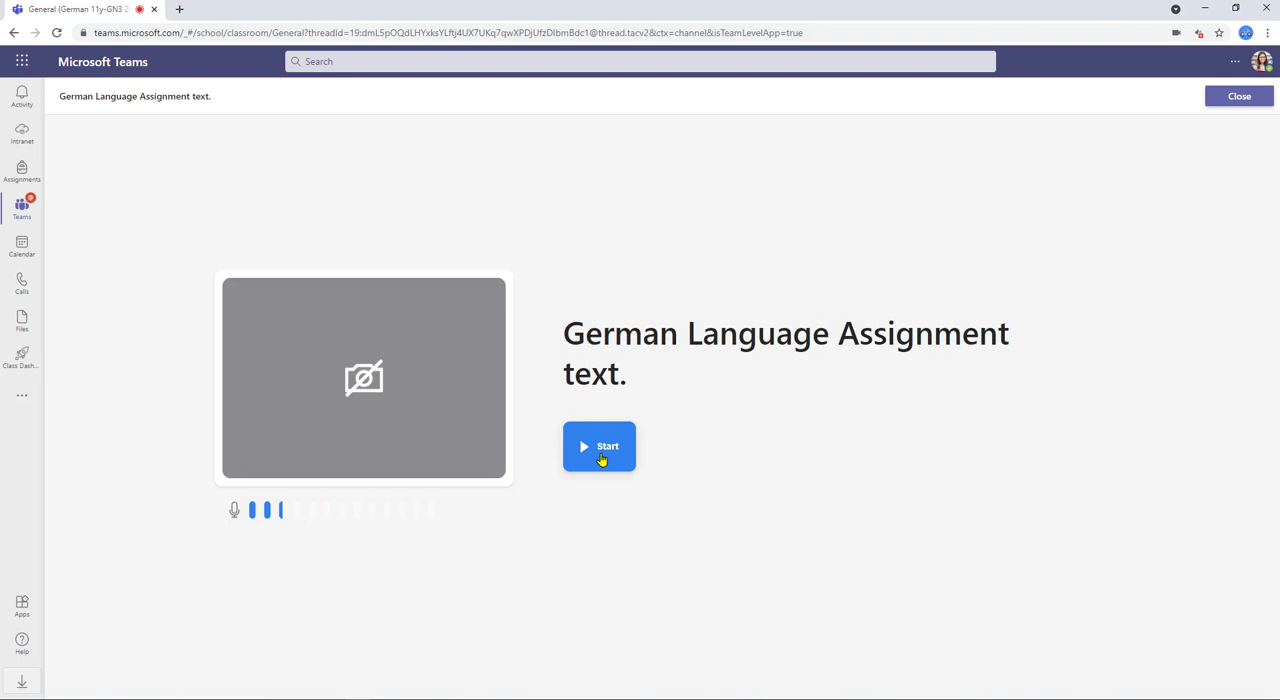 General (German 11y-GN3 2
teams.microsoft.com/_#/school/classroom/General?threadId=19:dmL5pOQdLHYxksYLftj4UX7UKq7qwXPDjUfzDlbmBdc1@thread.tacv2&ctx=channel&isTeamLevelApp=true
Microsoft Teams
Search
German Language Assignment text.
Close
Activity
Intranet
Assignments
Teams
Calendar
Calls
Files
Class Dash...
German Language Assignment
text.
Start
Apps
Help